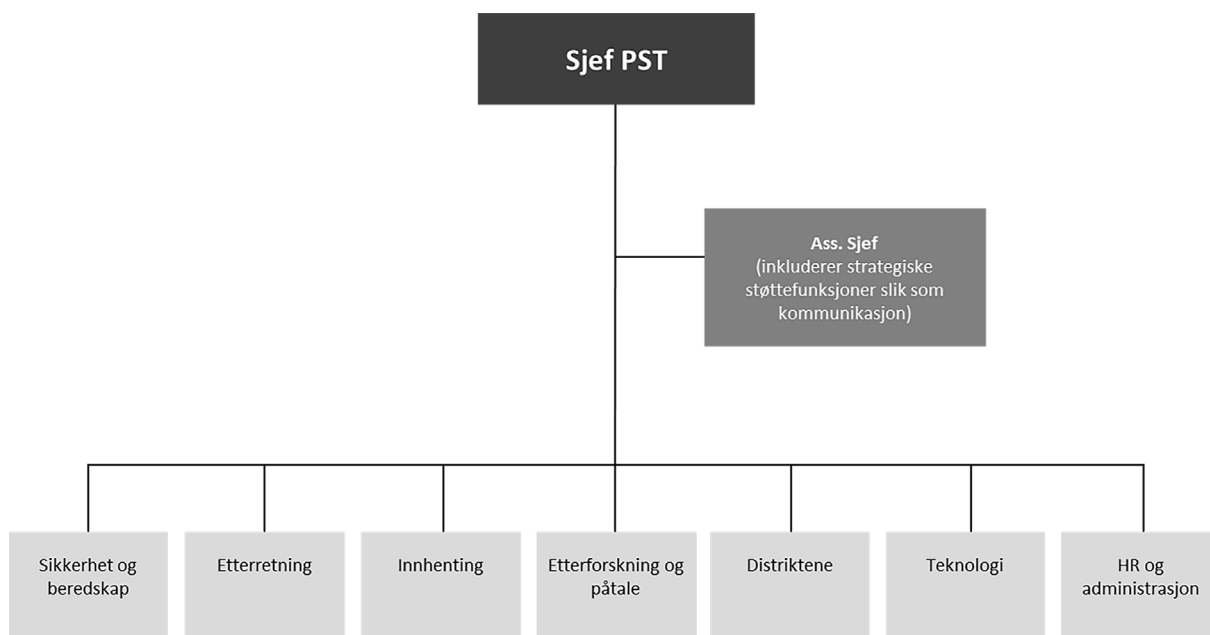 Sjef PST
Ass. Sjef
(inkluderer strategiske
støttefunksjoner slik som
kommunikasjon)
Sikkerhet og
beredskap
Etterretning
Innhenting
Etterforskning og
påtale
Distriktene
Teknologi
HR og
administrasjon